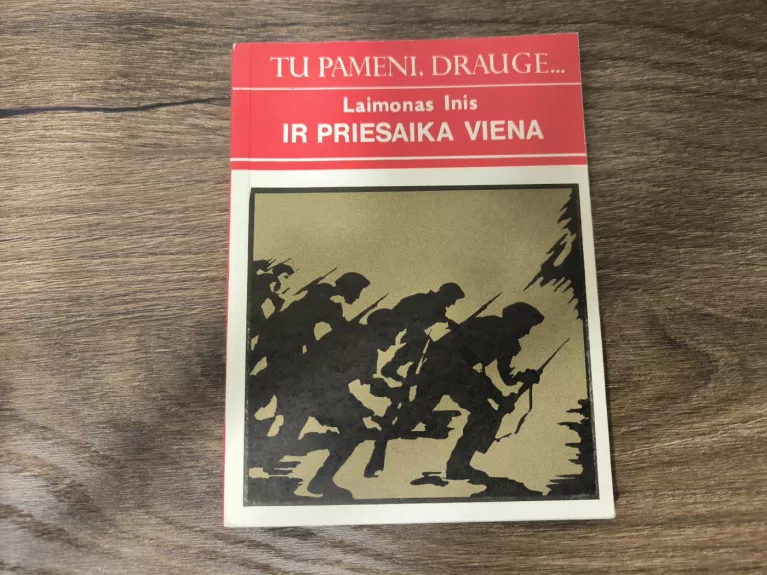 TU PAMENI, DRAUGE...
Laimonas Inis
IR PRIESAIKA VIENA